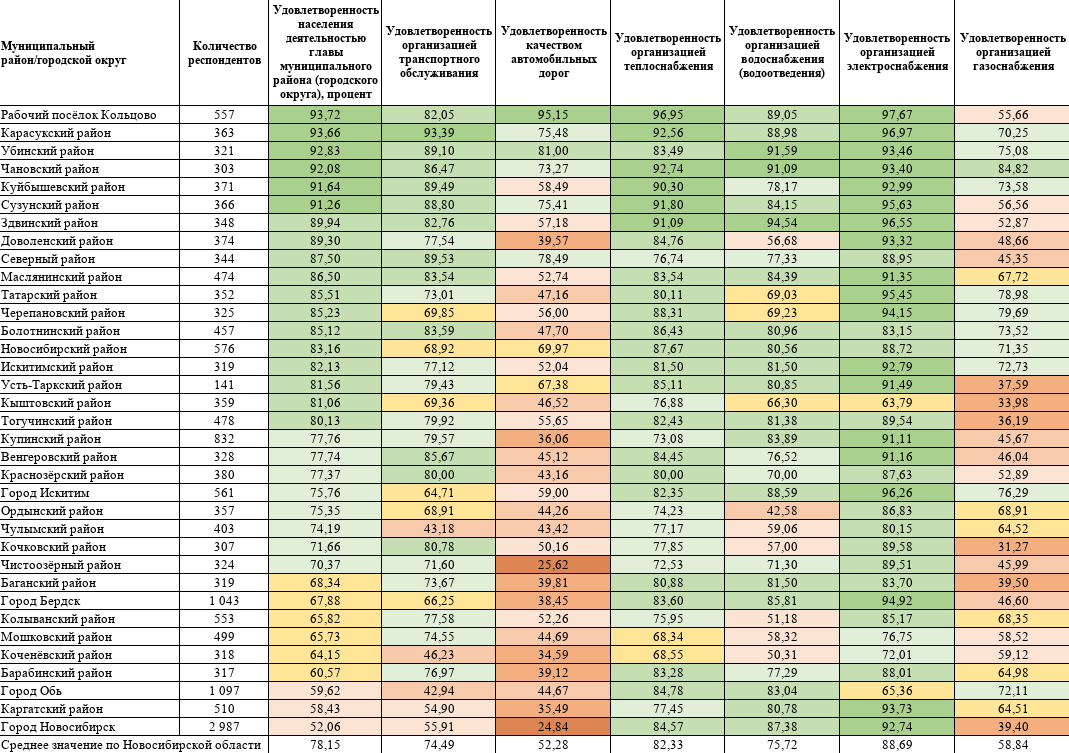 Муниципальный район/городской округ | Количество респондентов | Удовлетворенность населения деятельностью главы муниципального района (городского округа), процент | Удовлетворенность организацией транспортного обслуживания | Удовлетворенность качеством автомобильных дорог | Удовлетворенность организацией теплоснабжения | Удовлетворенность организацией водоснабжения (водоотведения) | Удовлетворенность организацией электроснабжения | Удовлетворенность организацией газоснабжения
Рабочий посёлок Кольцово 557 93,72 82,05 95,15 96,95 89,05 97,67 55,66
Карасукский район 363 93,66 93,39 75,48 92,56 88,98 96,97 70,25
Убинский район 321 92,83 89,10 81,00 83,49 91,59 93,46 75,08
Чановский район 303 92,08 86,47 73,27 92,74 91,09 93,40 84,82
Куйбышевский район 371 91,64 89,49 58,49 90,30 78,17 92,99 73,58
Сузунский район 366 91,26 88,80 75,41 91,80 84,15 95,63 56,56
Здвинский район 348 89,94 82,76 57,18 91,09 94,54 96,55 52,87
Доволенский район 374 89,30 77,54 39,57 84,76 56,68 93,32 48,66
Северный район 344 87,50 89,53 78,49 76,74 77,33 88,95 45,35
Маслянинский район 474 86,50 83,54 52,74 83,54 84,39 91,35 67,72
Татарский район 352 85,51 73,01 47,16 80,11 69,03 95,45 78,98
Черепановский район 325 85,23 69,85 56,00 88,31 69,23 94,15 79,69
Болотнинский район 457 85,12 83,59 47,70 86,43 80,96 83,15 73,52
Новосибирский район 576 83,16 68,92 69,97 87,67 80,56 88,72 71,35
Искитимский район 319 82,13 77,12 52,04 81,50 81,50 92,79 72,73
Усть-Таркский район 141 81,56 79,43 67,38 85,11 80,85 91,49 37,59
Кыштовский район 359 81,06 69,36 46,52 76,88 66,30 63,79 33,98
Тогучинский район 478 80,13 79,92 55,65 82,43 81,38 89,54 36,19
Купинский район 832 77,76 79,57 36,06 73,08 83,89 91,11 45,67
Венгеровский район 328 77,74 85,67 45,12 84,45 76,52 91,16 46,04
Краснозёрский район 380 77,37 80,00 43,16 80,00 70,00 87,63 52,89
Город Искитим 561 75,76 64,71 59,00 82,35 88,59 96,26 76,29
Ордынский район 357 75,35 68,91 44,26 74,23 42,58 86,83 68,91
Чулымский район 403 74,19 43,18 43,42 77,17 59,06 80,15 64,52
Кочковский район 307 71,66 80,78 50,16 77,85 57,00 89,58 31,27
Чистоозёрный район 324 70,37 71,60 25,62 72,53 71,30 89,51 45,99
Баганский район 319 68,34 73,67 39,81 80,88 81,50 83,70 39,50
Город Бердск 1 043 67,88 66,25 38,45 83,60 85,81 94,92 46,60
Колыванский район 553 65,82 77,58 52,26 75,95 51,18 85,17 68,35
Мошковский район 499 65,73 74,55 44,69 68,34 58,32 76,75 58,52
Коченёвский район 318 64,15 46,23 34,59 68,55 50,31 72,01 59,12
Барабинский район 317 60,57 76,97 39,12 83,28 77,29 88,01 64,98
Город Обь 1 097 59,62 42,94 44,67 84,78 83,04 65,36 72,11
Каргатский район 510 58,43 54,90 35,49 77,45 80,78 93,73 64,51
Город Новосибирск 2 987 52,06 55,91 24,84 84,57 87,38 92,74 39,40
Среднее значение по Новосибирской области 78,15 74,49 52,28 82,33 75,72 88,69 58,84